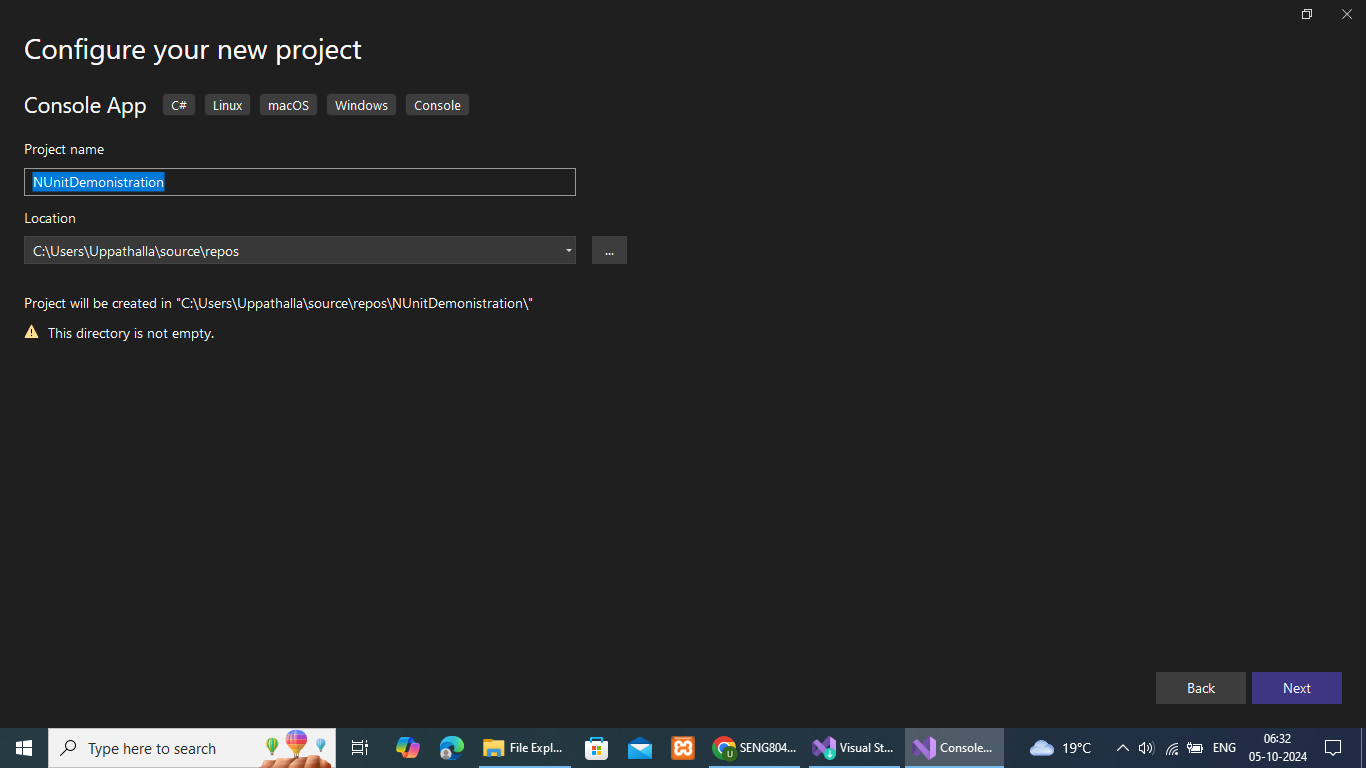 Configure your new project
Console App C# Linux macOS Windows Console
Project name
NUnitDemonistration
Location
C:\Users\Uppathalla\source\repos
...
Project will be created in "C:\Users\Uppathalla\source\repos\NUnitDemonistration\"
This directory is not empty.
Back Next
Type here to search File Expl... SENG804... Visual St... Console... 19°C ENG 06:32
05-10-2024